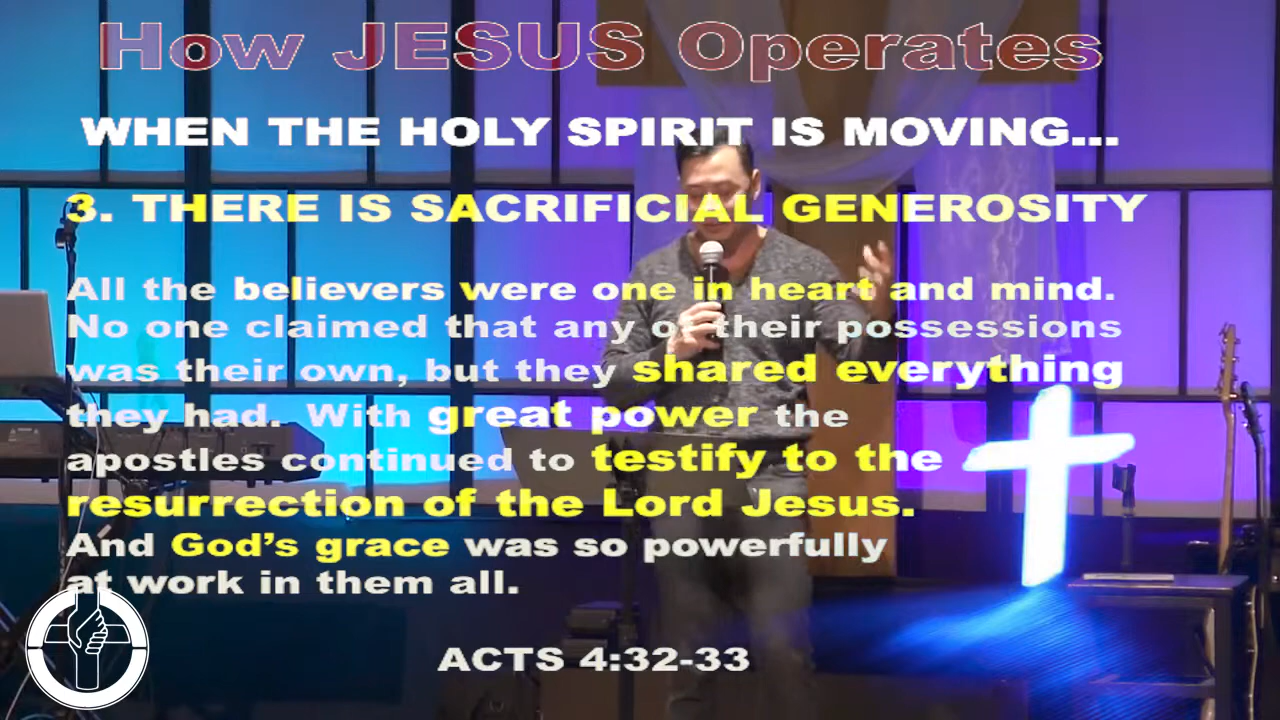 How JESUS Operates
WHEN THE HOLY SPIRIT IS MOVING...
3. THERE IS SACRIFICIAL GENEROSITY
All the believers were one in heart and mind.
No one claimed that any of their possessions
was their own, but they shared everything
they had. With great power the
apostles continued to testify to the
resurrection of the Lord Jesus.
And God's grace was so powerfully
at work in them all.
ACTS 4:32-33